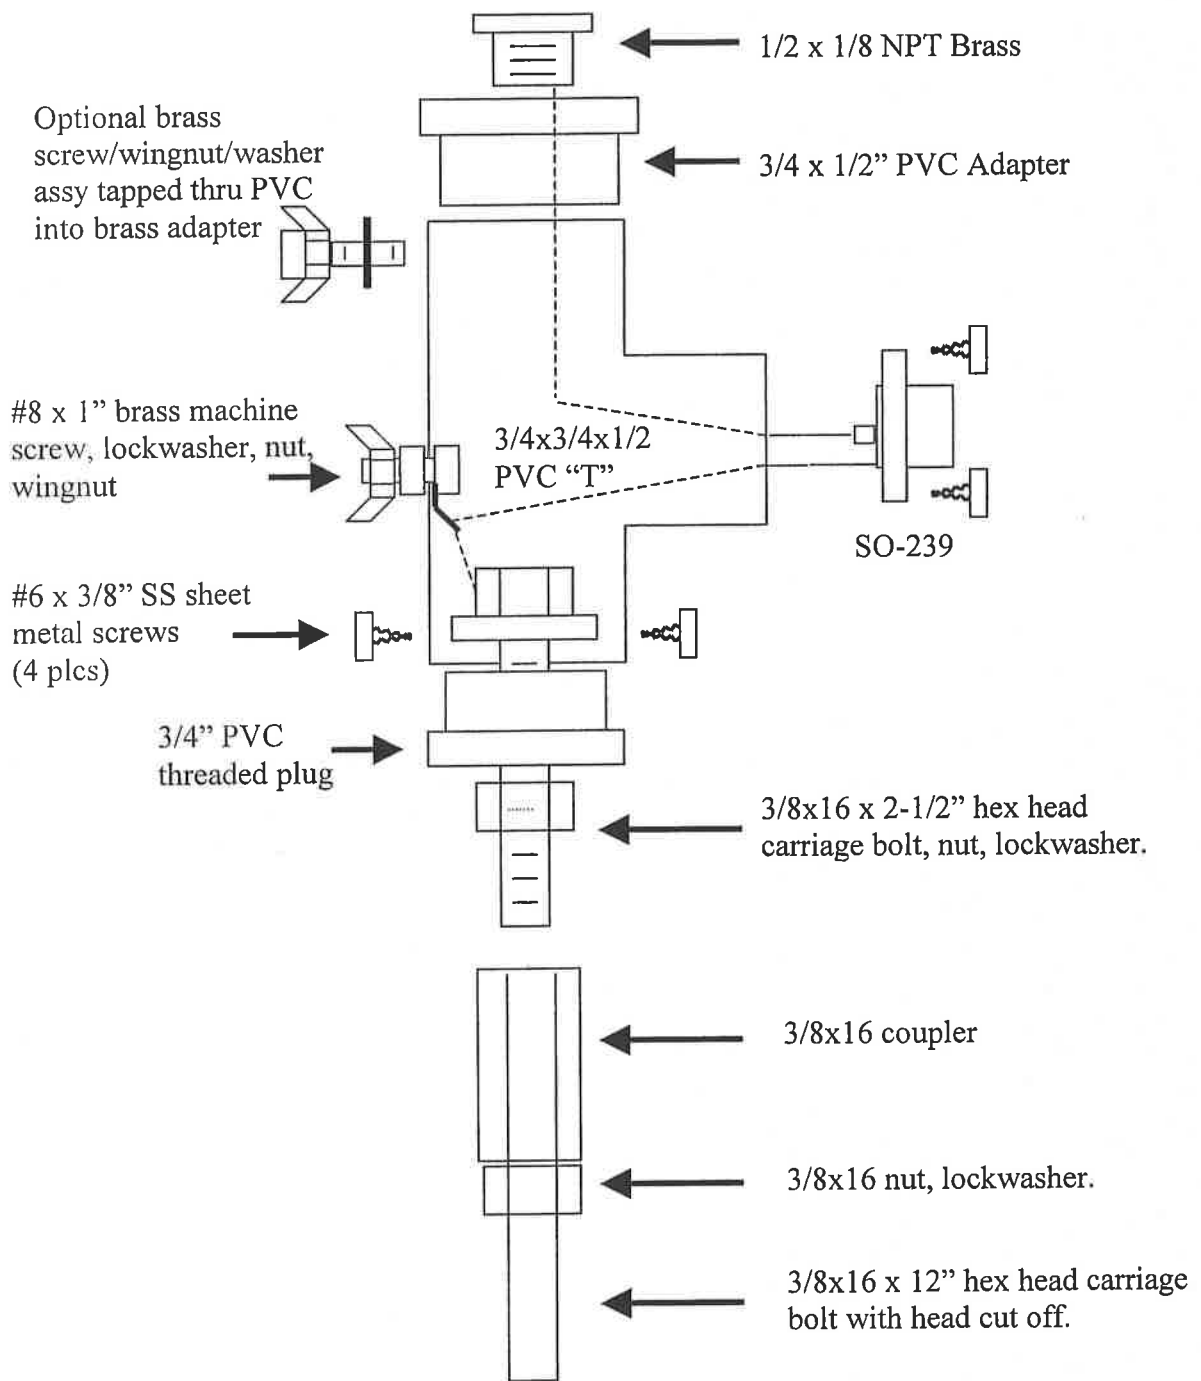 1/2 x 1/8 NPT Brass
Optional brass
screw/wingnut/washer
assy tapped thru PVC
into brass adapter
3/4 x 1/2” PVC Adapter
#8 x 1” brass machine
screw, lockwasher, nut,
wingnut
3/4x3/4x1/2
PVC “T”
SO-239
#6 x 3/8” SS sheet
metal screws
(4 plcs)
3/4” PVC
threaded plug
3/8x16 x 2-1/2” hex head
carriage bolt, nut, lockwasher.
3/8x16 coupler
3/8x16 nut, lockwasher.
3/8x16 x 12” hex head carriage
bolt with head cut off.